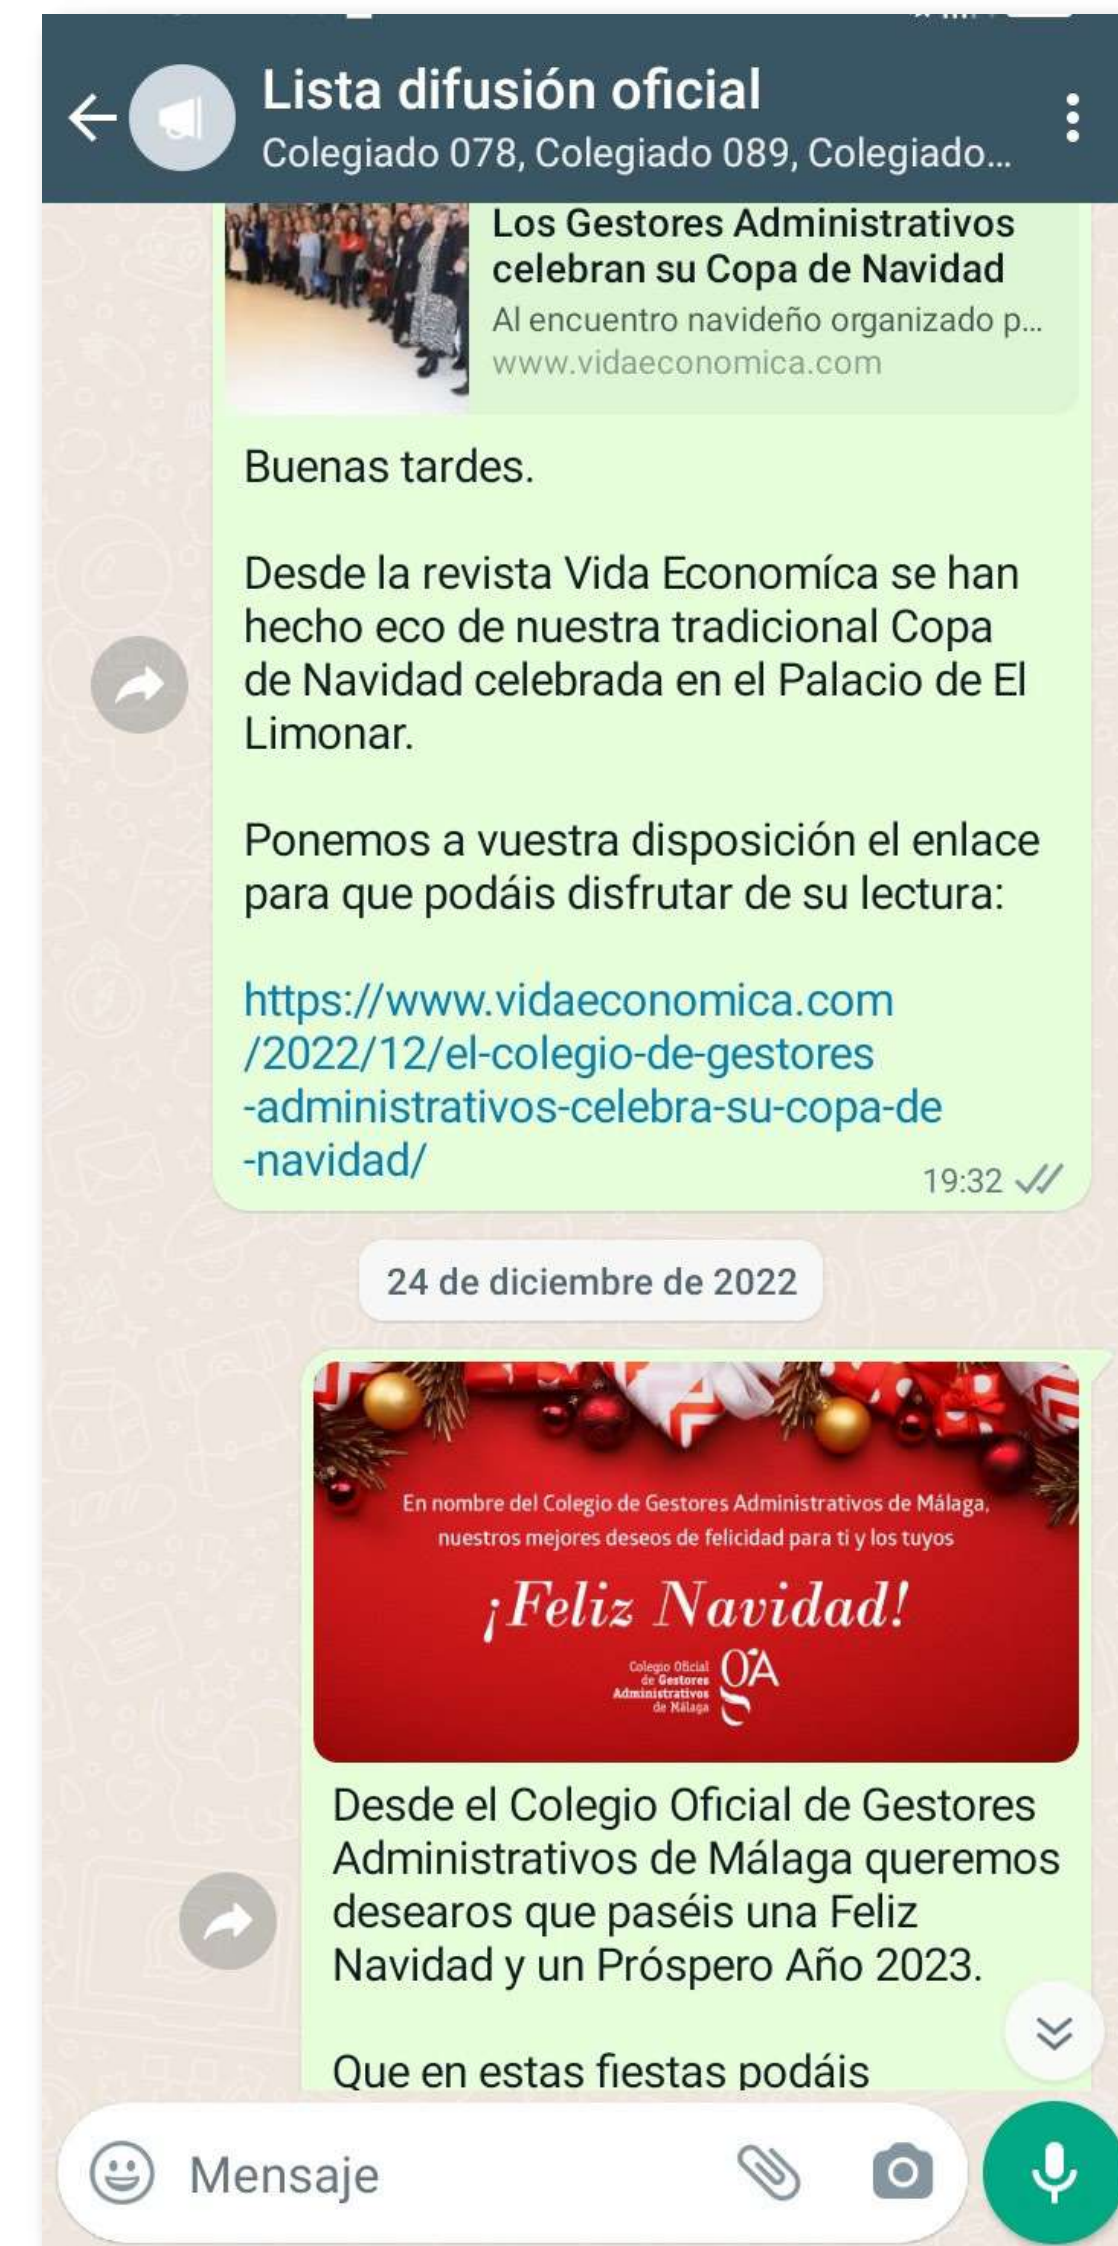 Lista difusión oficial
Colegiado 078, Colegiado 089, Colegiado...
Los Gestores Administrativos
celebran su Copa de Navidad
Al encuentro navideño organizado p...
www.vidaeconomica.com
Buenas tardes.
Desde la revista Vida Economíca se han
hecho eco de nuestra tradicional Copa
de Navidad celebrada en el Palacio de El
Limonar.
Ponemos a vuestra disposición el enlace
para que podáis disfrutar de su lectura:
https://www.vidaeconomica.com
/2022/12/el-colegio-de-gestores
-administrativos-celebra-su-copa-de
-navidad/
19:32
24 de diciembre de 2022
En nombre del Colegio de Gestores Administrativos de Málaga,
nuestros mejores deseos de felicidad para ti y los tuyos
¡Feliz Navidad!
Colegio Oficial
de Gestores
Administrativos
de Málaga
gA
Desde el Colegio Oficial de Gestores
Administrativos de Málaga queremos
desearos que paséis una Feliz
Navidad y un Próspero Año 2023.
Que en estas fiestas podáis
Mensaje